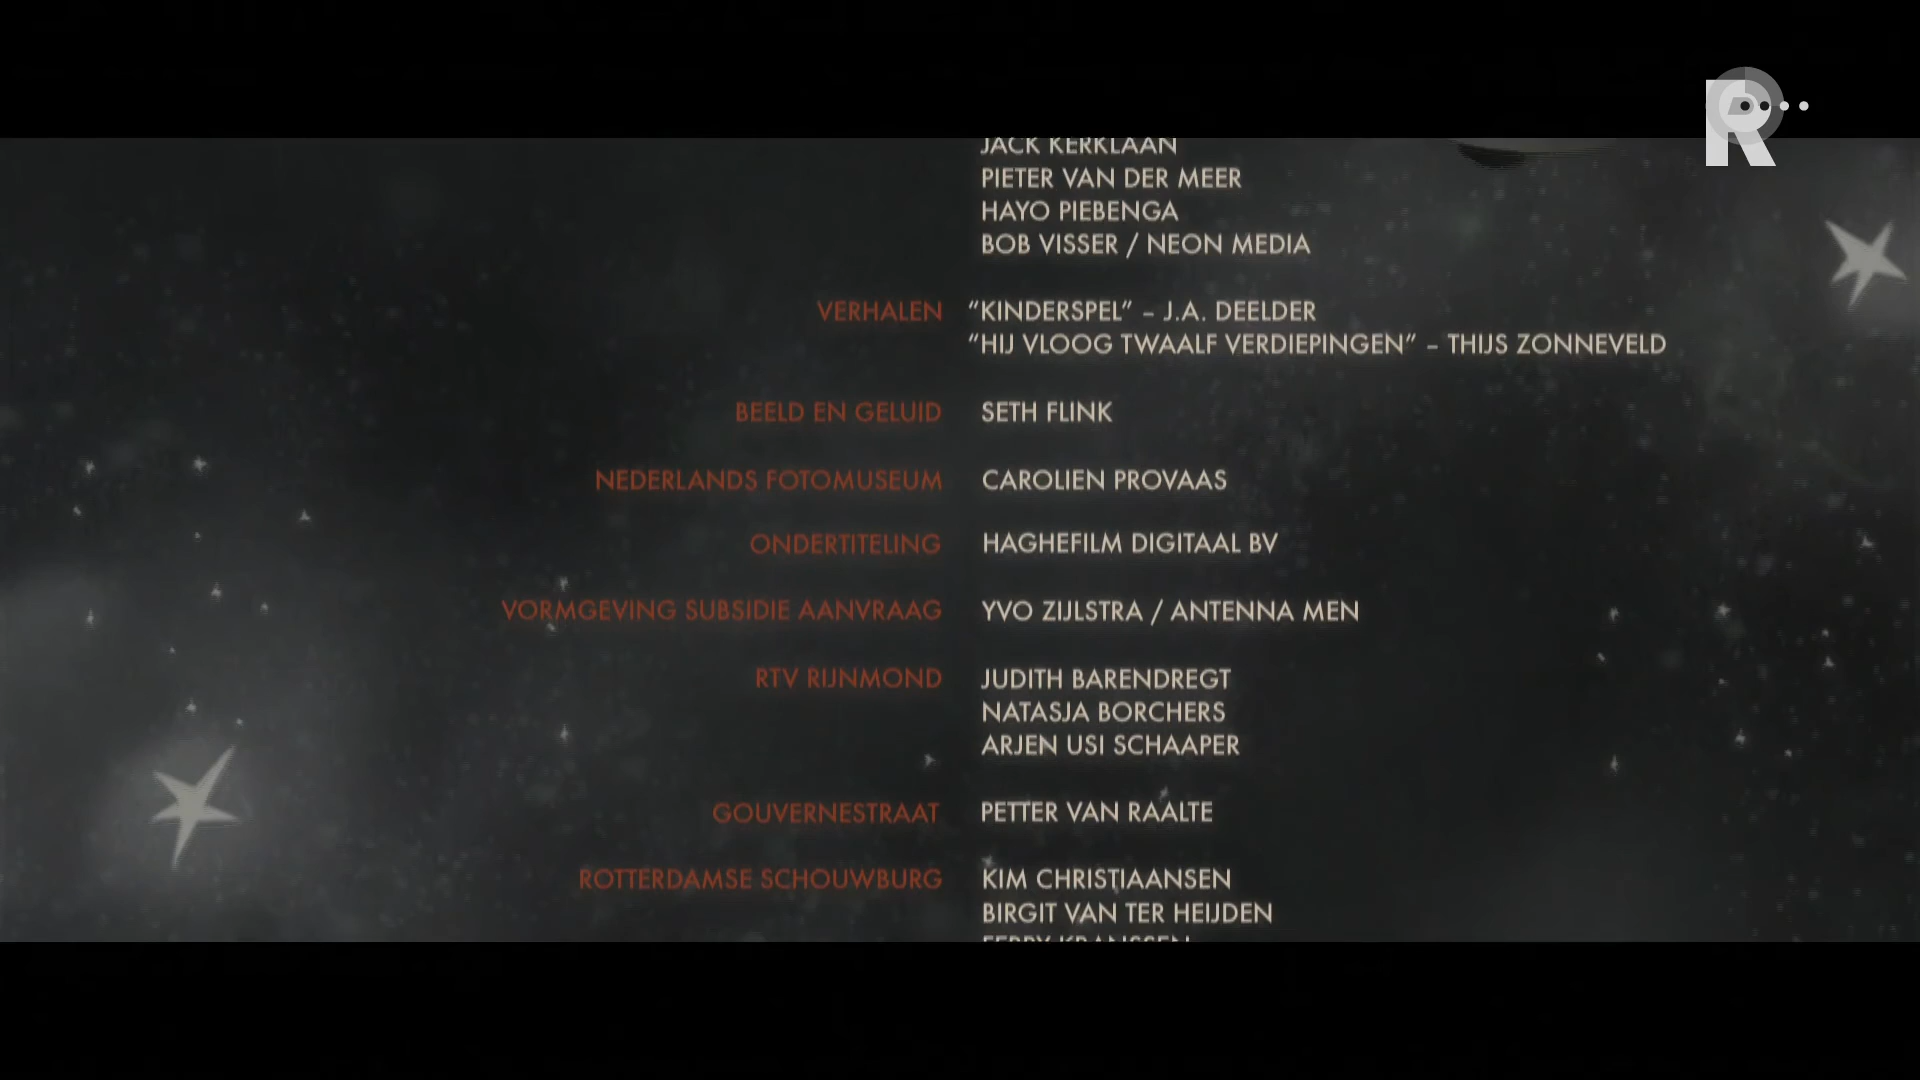 JACK KERKLAAN
PIETER VAN DER MEER
HAYO PIEBENGA
BOB VISSER / NEON MEDIA
VERHALEN “KINDERSPEL” – J.A. DEELDER
“HIJ VLOOG TWAALF VERDIEPINGEN” – THIJS ZONNEVELD
BEELD EN GELUID SETH FLINK
NEDERLANDS FOTOMUSEUM CAROLIEN PROVAAS
ONDERTITELING HAGHEFILM DIGITAAL BV
VORMGEVING SUBSIDIE AANVRAAG YVO ZIJLSTRA / ANTENNA MEN
RTV RIJNMOND JUDITH BARENDREGT
NATASJA BORCHERS
ARJEN USI SCHAAPER
GOUVERNESTRAAT PETTER VAN RAALTE
ROTTERDAMSE SCHOUWBURG KIM CHRISTIAANSEN
BIRGIT VAN TER HEIJDEN